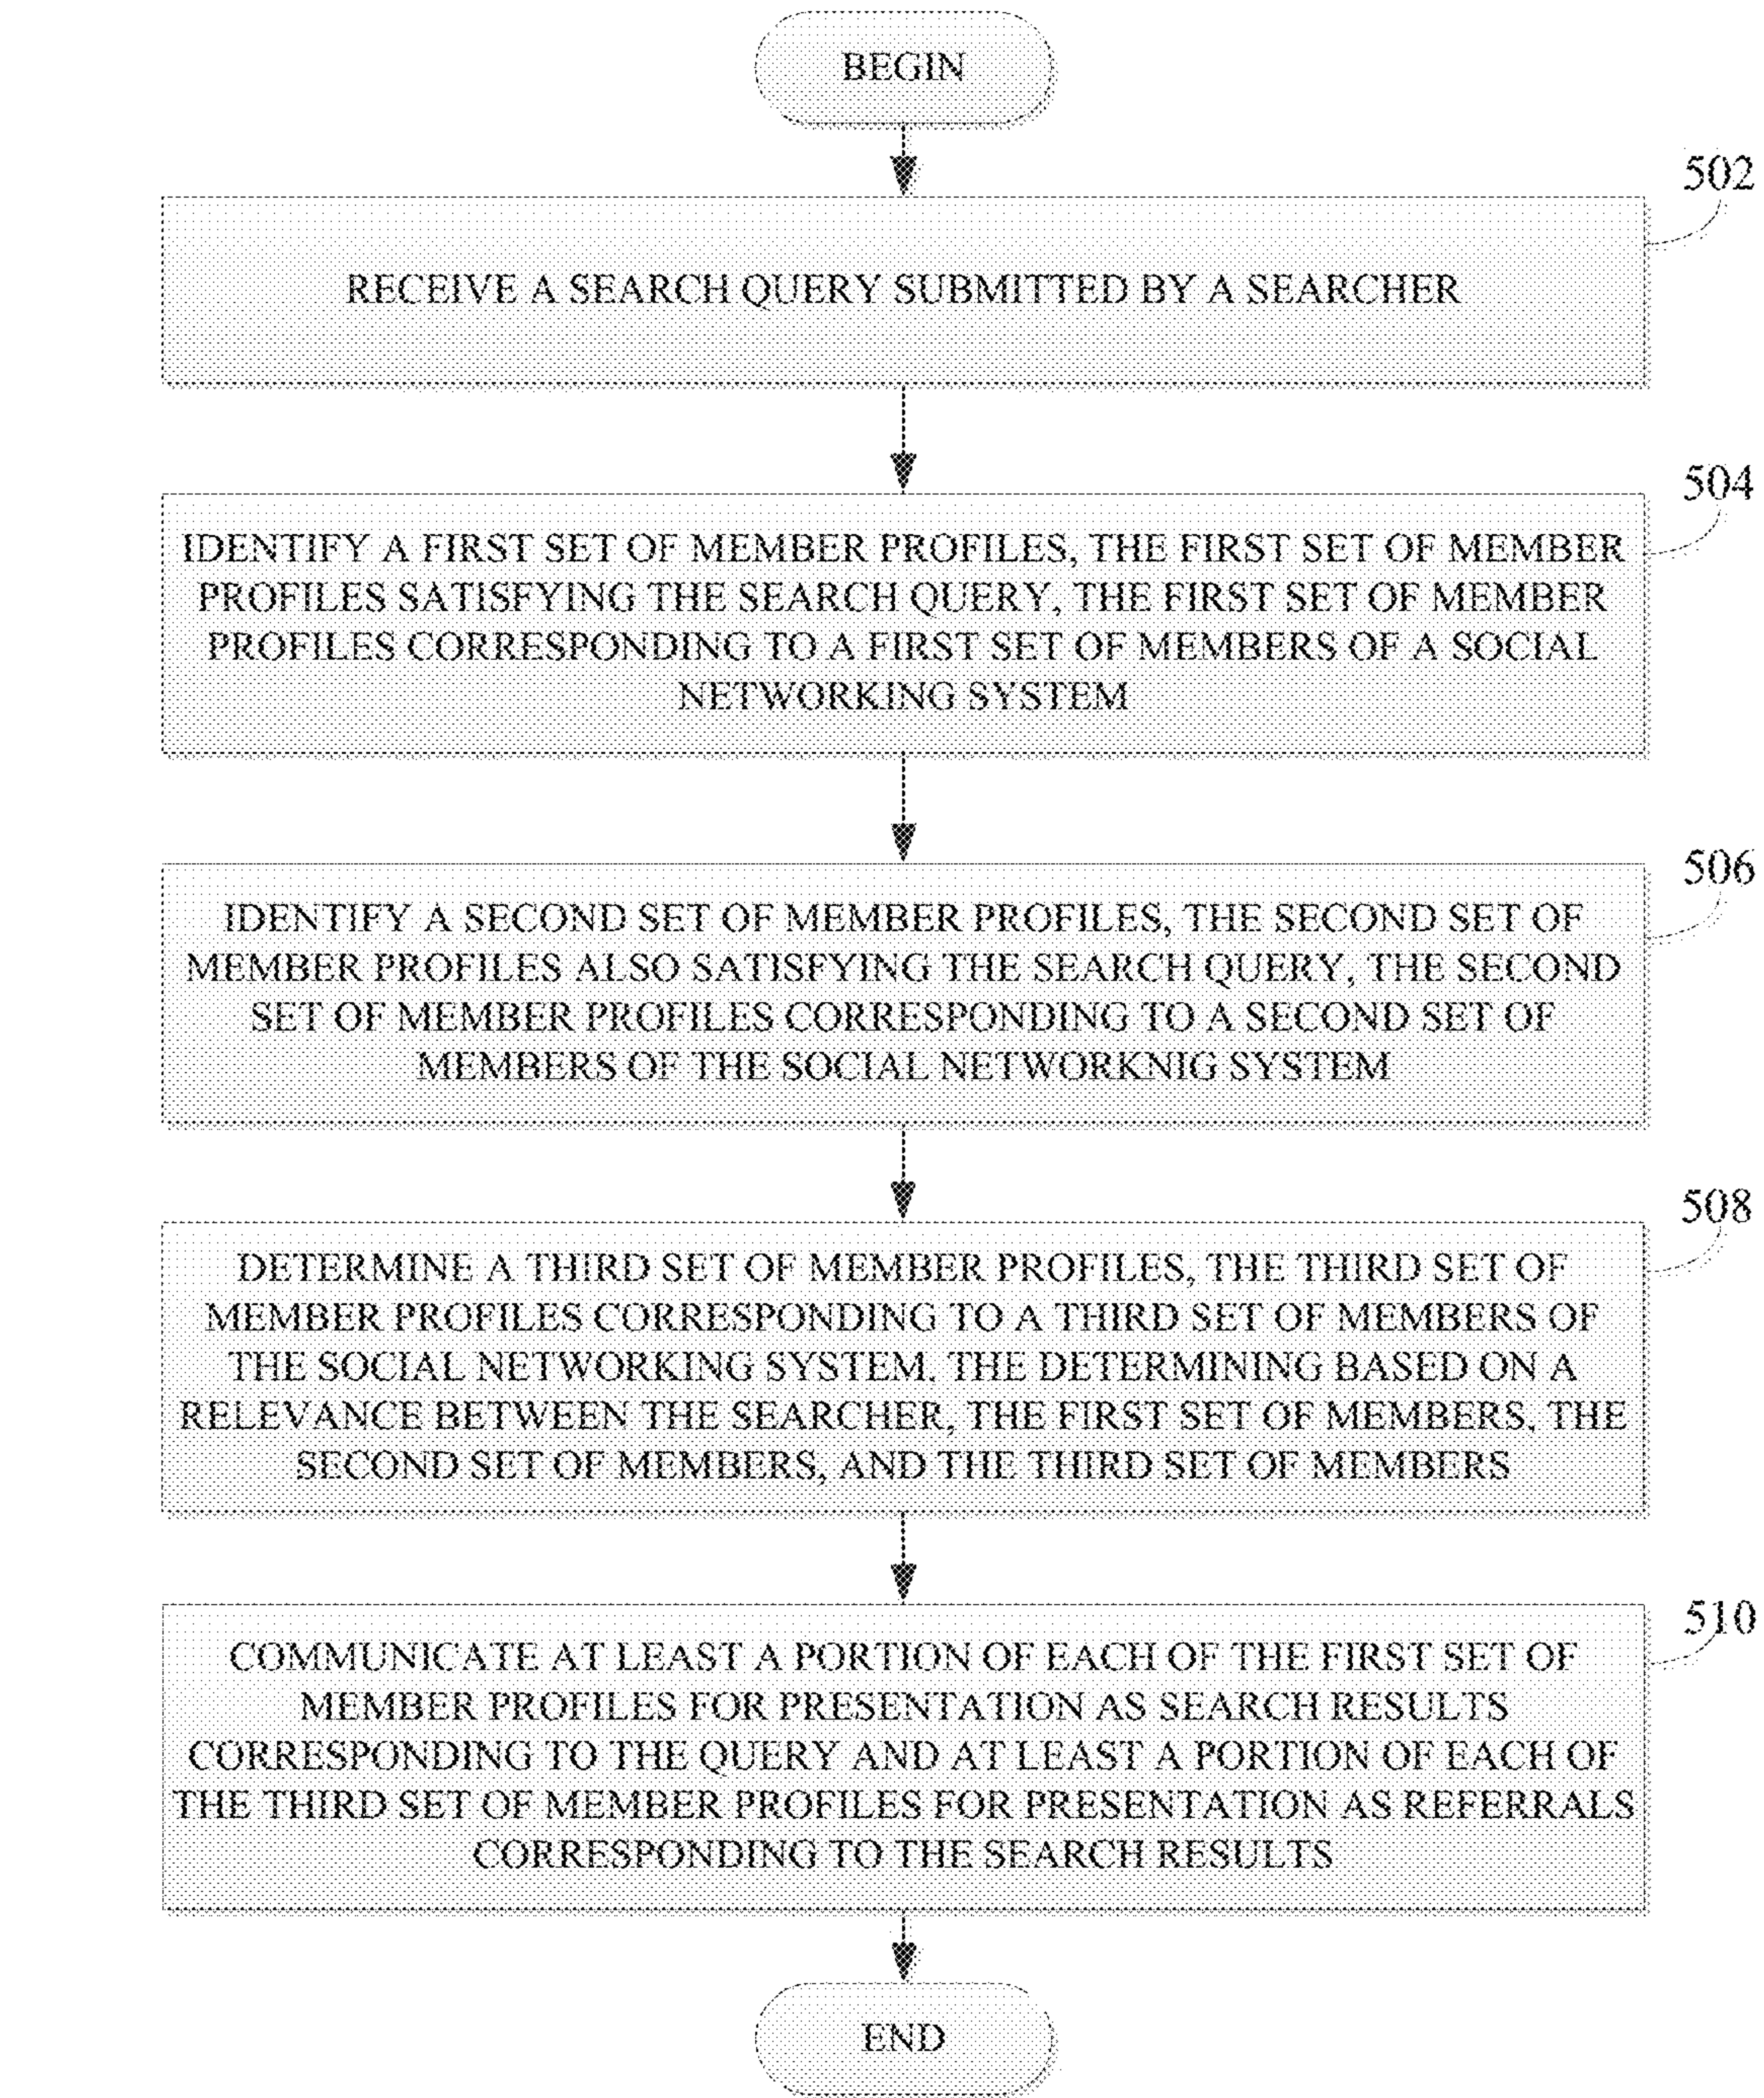 BEGIN
502
RECEIVE A SEARCH QUERY SUBMITTED BY A SEARCHER
504
IDENTIFY A FIRST SET OF MEMBER PROFILES, THE FIRST SET OF MEMBER
PROFILES SATISFYING THE SEARCH QUERY, THE FIRST SET OF MEMBER
PROFILES CORRESPONDING TO A FIRST SET OF MEMBERS OF A SOCIAL
NETWORKING SYSTEM
506
IDENTIFY A SECOND SET OF MEMBER PROFILES, THE SECOND SET OF
MEMBER PROFILES ALSO SATISFYING THE SEARCH QUERY, THE SECOND
SET OF MEMBER PROFILES CORRESPONDING TO A SECOND SET OF
MEMBERS OF THE SOCIAL NETWORKNIG SYSTEM
508
DETERMINE A THIRD SET OF MEMBER PROFILES, THE THIRD SET OF
MEMBER PROFILES CORRESPONDING TO A THIRD SET OF MEMBERS OF
THE SOCIAL NETWORKING SYSTEM. THE DETERMINING BASED ON A
RELEVANCE BETWEEN THE SEARCHER, THE FIRST SET OF MEMBERS, THE
SECOND SET OF MEMBERS, AND THE THIRD SET OF MEMBERS
510
COMMUNICATE AT LEAST A PORTION OF EACH OF THE FIRST SET OF
MEMBER PROFILES FOR PRESENTATION AS SEARCH RESULTS
CORRESPONDING TO THE QUERY AND AT LEAST A PORTION OF EACH OF
THE THIRD SET OF MEMBER PROFILES FOR PRESENTATION AS REFERRALS
CORRESPONDING TO THE SEARCH RESULTS
END